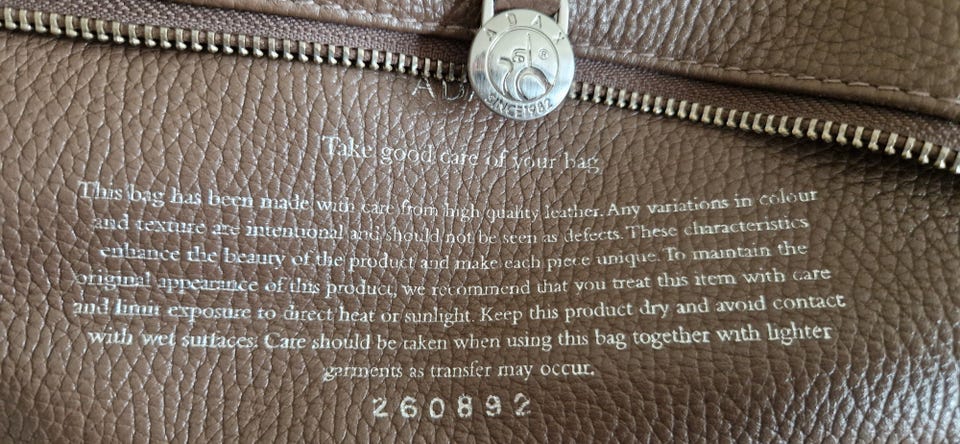 ADAX
®
SINCE 1982
AD
Take good care of your bag
This bag has been made with care from high quality leather. Any variations in colour
and texture are intentional and should not be seen as defects. These characteristics
enhance the beauty of the product and make each piece unique. To maintain the
original appearance of this product, we recommend that you treat this item with care
and limit exposure to direct heat or sunlight. Keep this product dry and avoid contact
with wet surfaces. Care should be taken when using this bag together with lighter
garments as transfer may occur.
260892